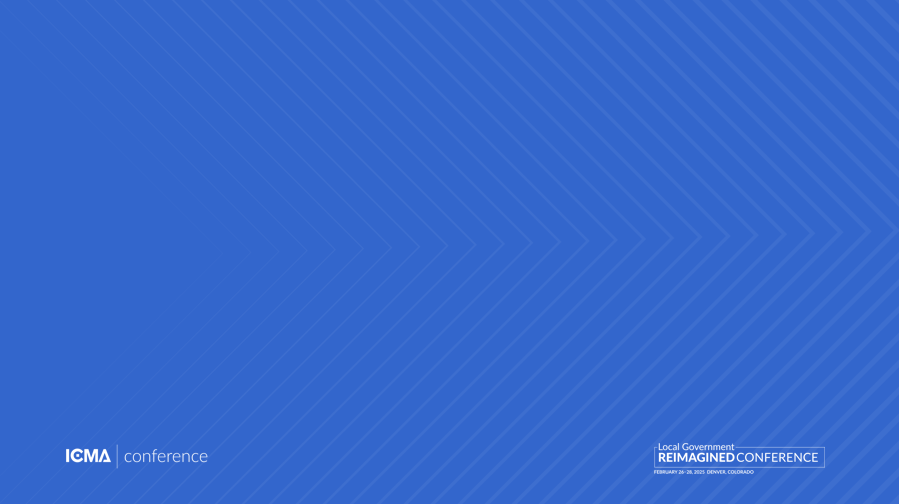 ICMA | conference
Local Government
REIMAGINED CONFERENCE
FEBRUARY 26-28, 2025 DENVER, COLORADO